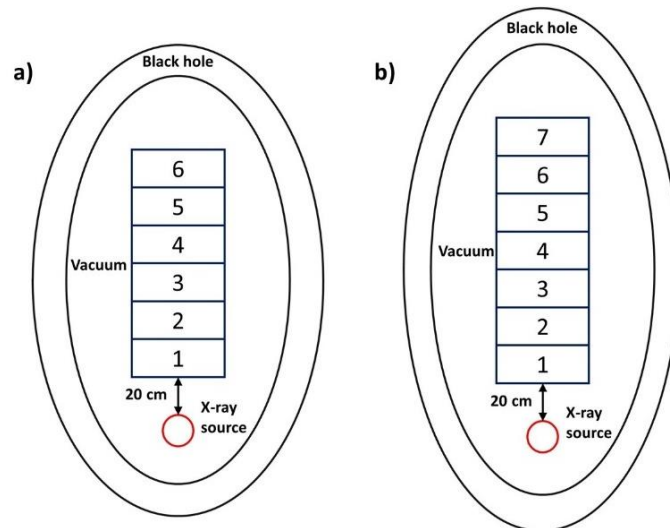 a)
Black hole
6
5
4
Vacuum
3
2
1
20 cm
X-ray
source
b)
Black hole
7
6
5
Vacuum
4
3
2
1
20 cm
X-ray
source